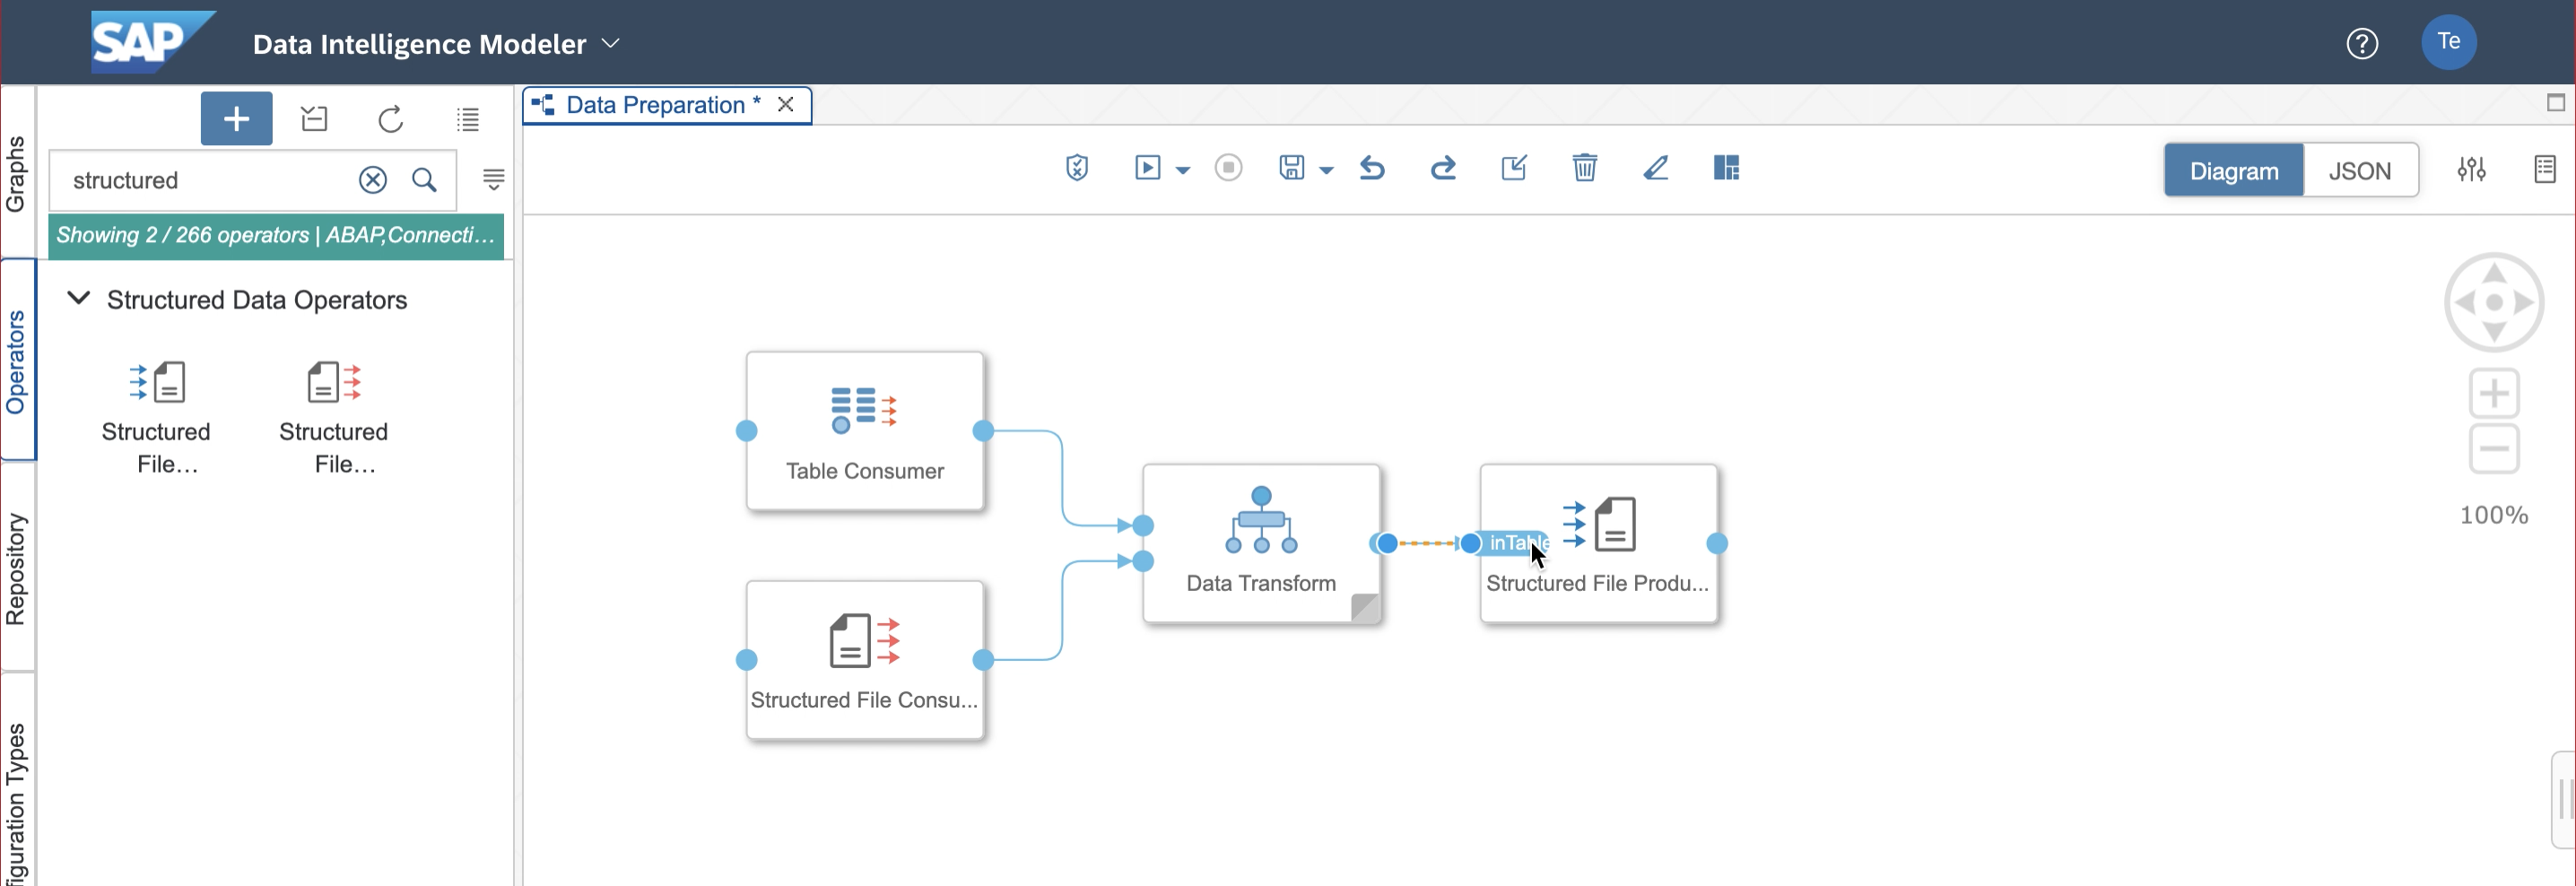 SAP
Data Intelligence Modeler
Te
Graphs
Operators
Repository
figuration Types
structured
Showing 2 / 266 operators | ABAP,Connecti...
Structured Data Operators
Structured
File...
Structured
File...
Data Preparation *
Diagram
JSON
100%
Table Consumer
Structured File Consu...
Data Transform
inTable
Structured File Produ...